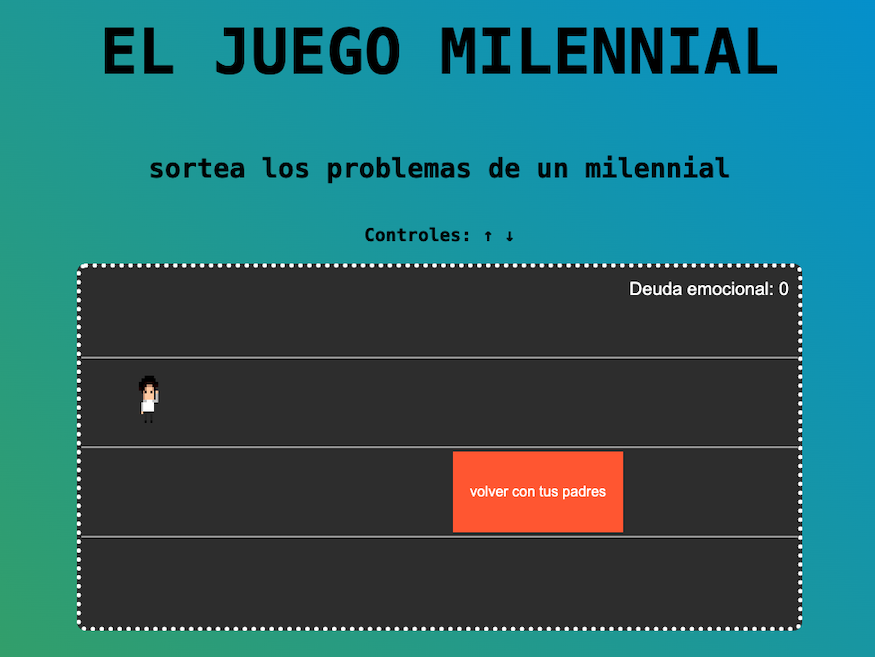 EL JUEGO MILENNIAL
sortea los problemas de un milennial
Controles: ↑ ↓
Deuda emocional: 0
volver con tus padres